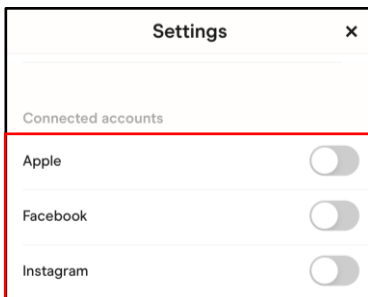 Settings ×
Connected accounts
Apple
Facebook
Instagram